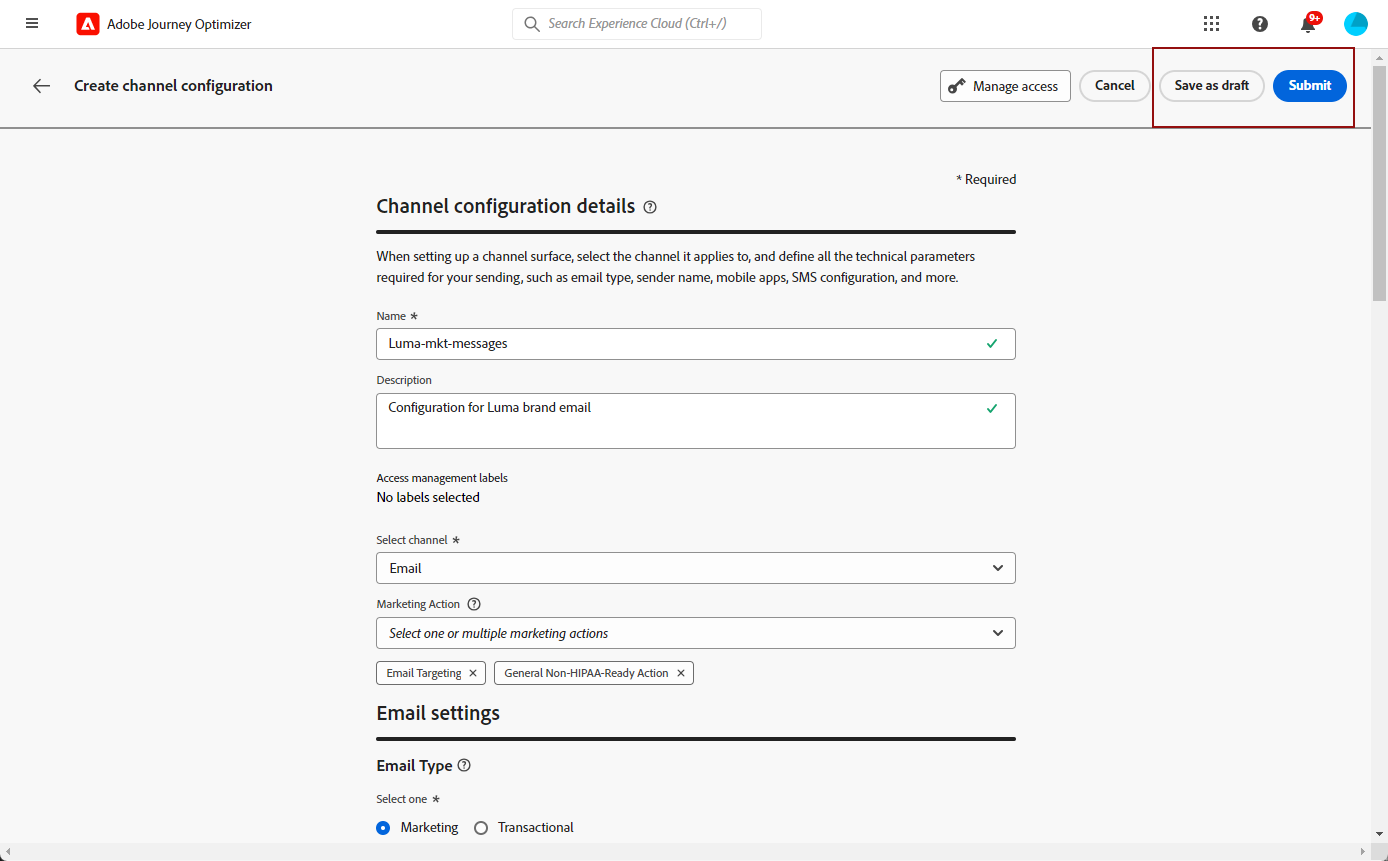 Adobe Journey Optimizer
Search Experience Cloud (Ctrl+/)
9+
Create channel configuration
Manage access
Cancel
Save as draft
Submit
* Required
Channel configuration details
When setting up a channel surface, select the channel it applies to, and define all the technical parameters
required for your sending, such as email type, sender name, mobile apps, SMS configuration, and more.
Name *
Luma-mkt-messages
Description
Configuration for Luma brand email
Access management labels
No labels selected
Select channel *
Email
Marketing Action
Select one or multiple marketing actions
Email Targeting
General Non-HIPAA-Ready Action
Email settings
Email Type
Select one *
Marketing
Transactional